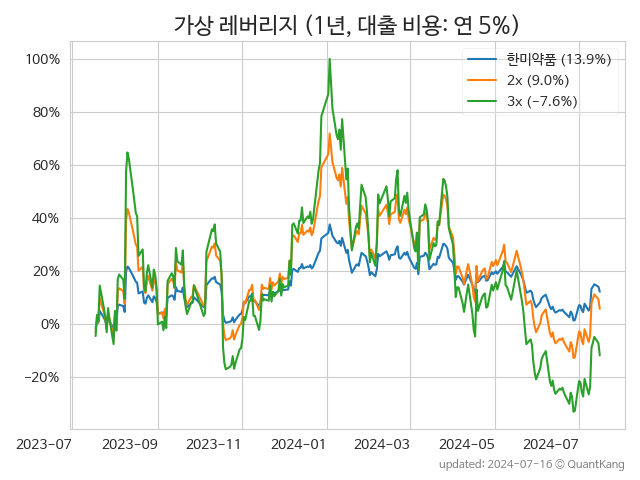 가상 레버리지 (1년, 대출 비용: 연 5%)
한미약품 (13.9%)
2x (9.0%)
3x (−7.6%)
100%
80%
60%
40%
20%
0%
−20%
2023-07
2023-09
2023-11
2024-01
2024-03
2024-05
2024-07
updated: 2024-07-16 © QuantKang